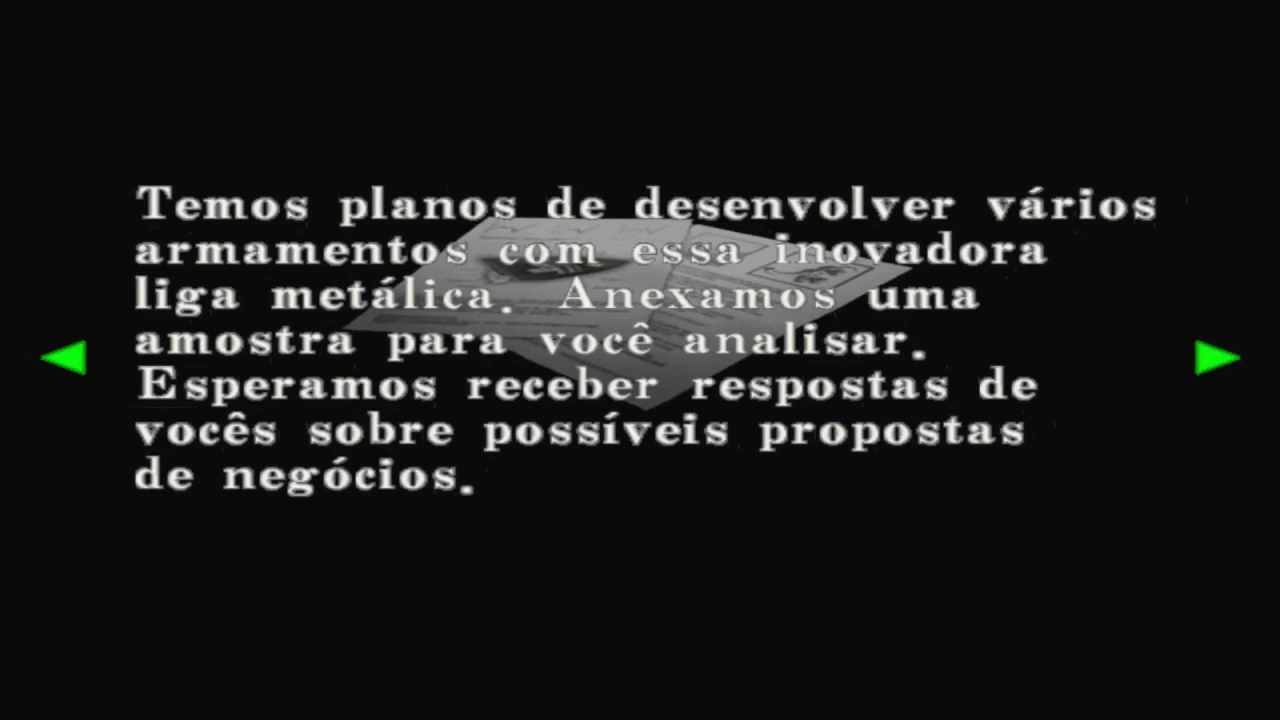 Temos planos de desenvolver vários
armamentos com essa inovadora
liga metálica. Anexamos uma
amostra para você analisar.
Esperamos receber respostas de
vocês sobre possíveis propostas
de negócios.